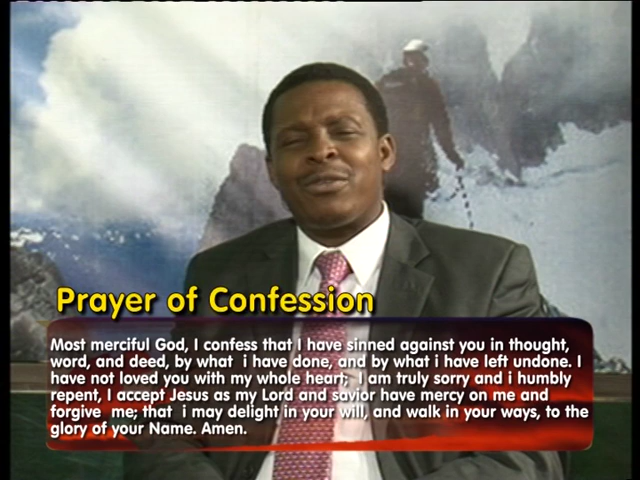 Prayer of Confession
Most merciful God, I confess that I have sinned against you in thought,
word, and deed, by what i have done, and by what i have left undone. I
have not loved you with my whole heart; I am truly sorry and i humbly
repent, I accept Jesus as my Lord and savior have mercy on me and
forgive me; that i may delight in your will, and walk in your ways, to the
glory of your Name. Amen.